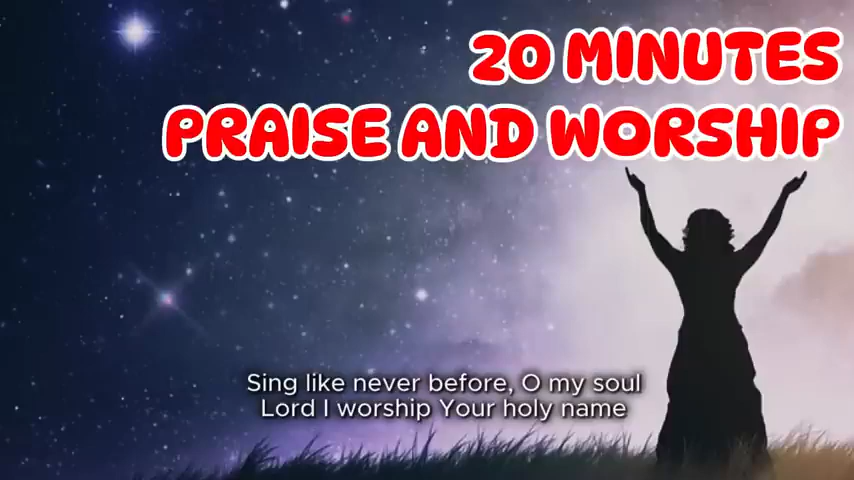 20 MINUTES
PRAISE AND WORSHIP
Sing like never before, O my soul
Lord I worship Your holy name